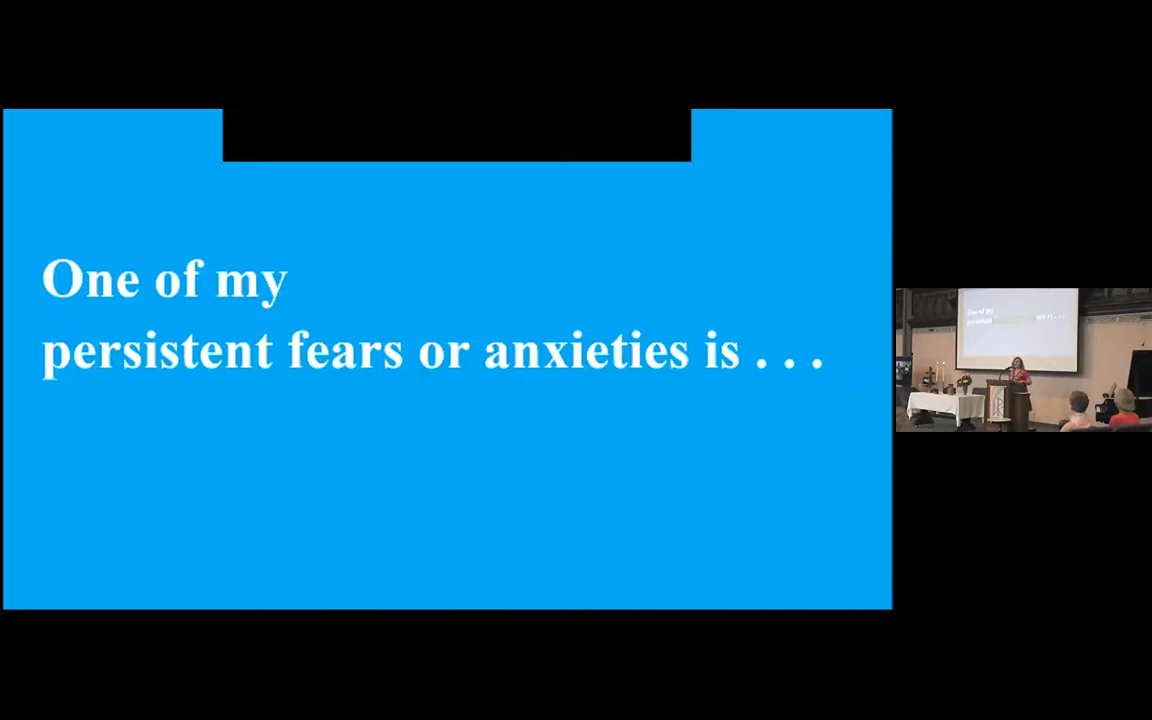 One of my
persistent fears or anxieties is . . .